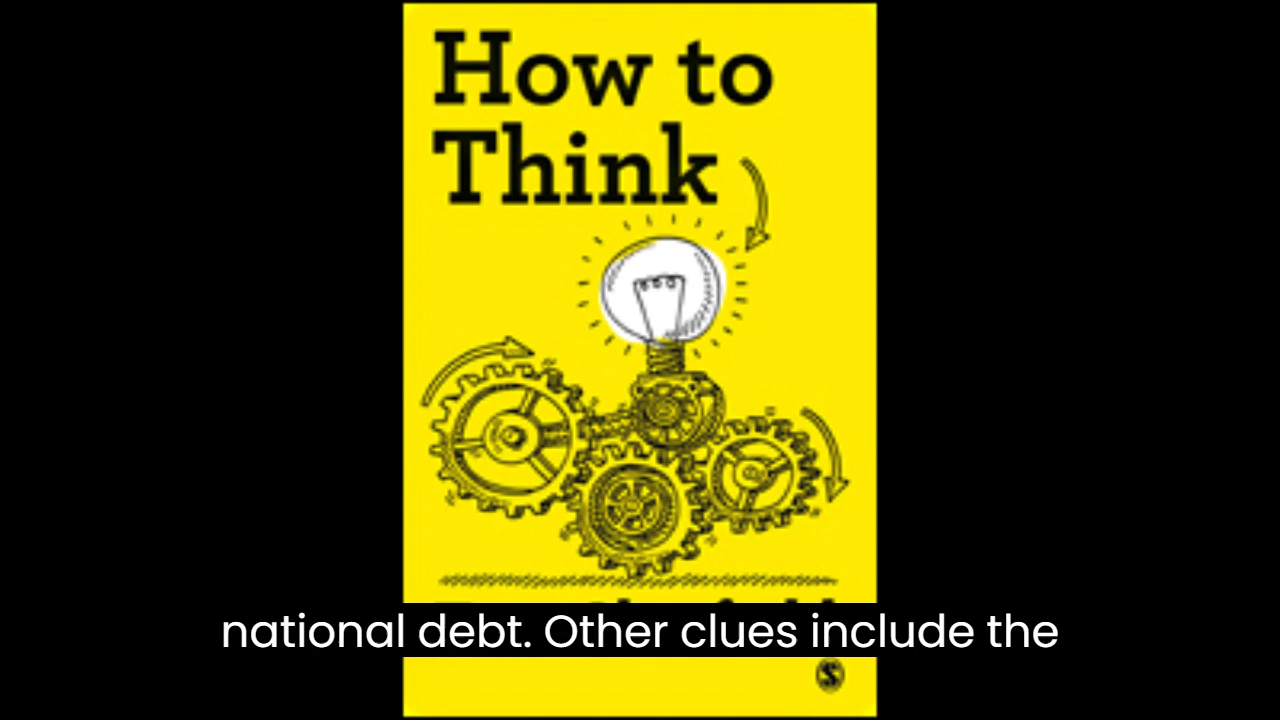 How to
Think
national debt. Other clues include the